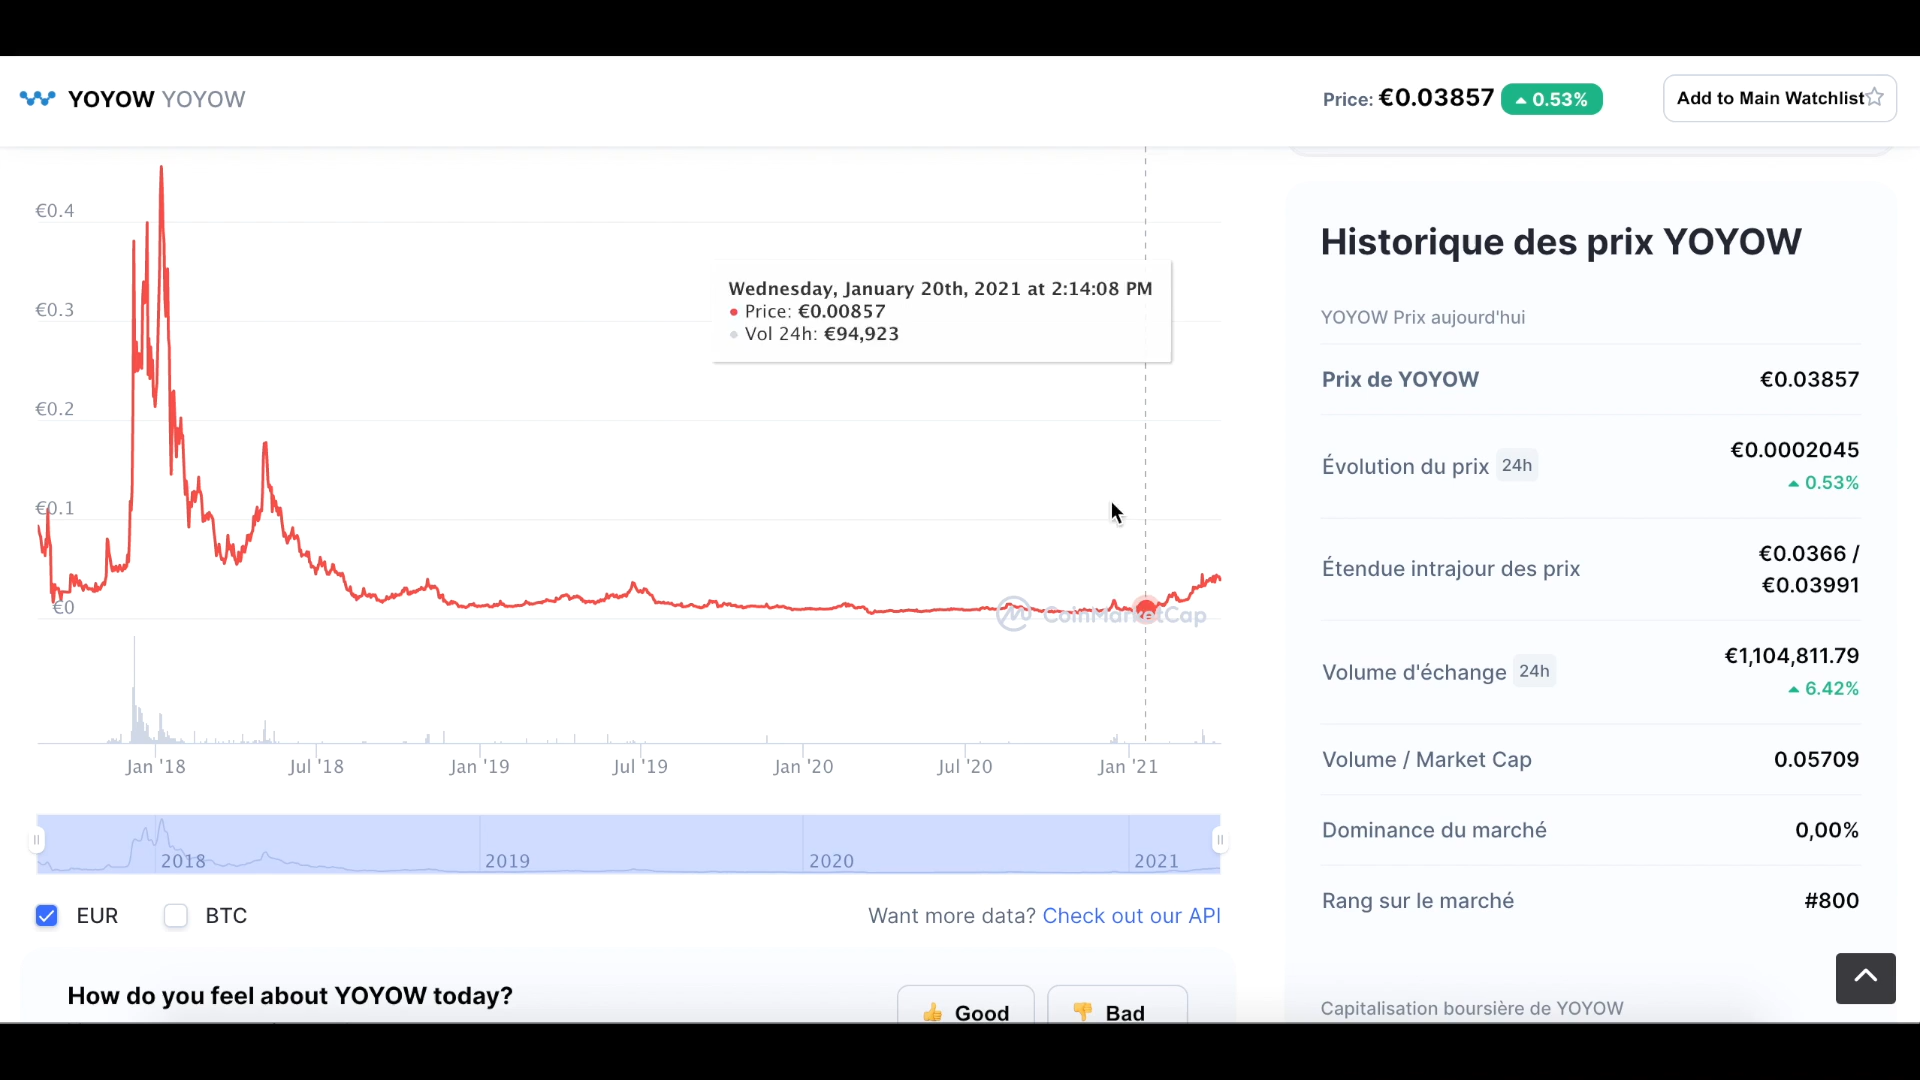 YOYOW YOYOW
Price: €0.03857 0.53%
Add to Main Watchlist
€0.4
€0.3
€0.2
€0.1
€0
Wednesday, January 20th, 2021 at 2:14:08 PM
Price: €0.00857
Vol 24h: €94,923
CoinMarketCap
Jan '18 Jul '18 Jan '19 Jul '19 Jan '20 Jul '20 Jan '21
2018 2019 2020 2021
EUR BTC
Want more data? Check out our API
How do you feel about YOYOW today?
Good Bad
Historique des prix YOYOW
YOYOW Prix aujourd'hui
Prix de YOYOW €0.03857
Évolution du prix 24h €0.0002045
0.53%
Étendue intrajour des prix €0.0366 /
€0.03991
Volume d'échange 24h €1,104,811.79
6.42%
Volume / Market Cap 0.05709
Dominance du marché 0,00%
Rang sur le marché #800
Capitalisation boursière de YOYOW